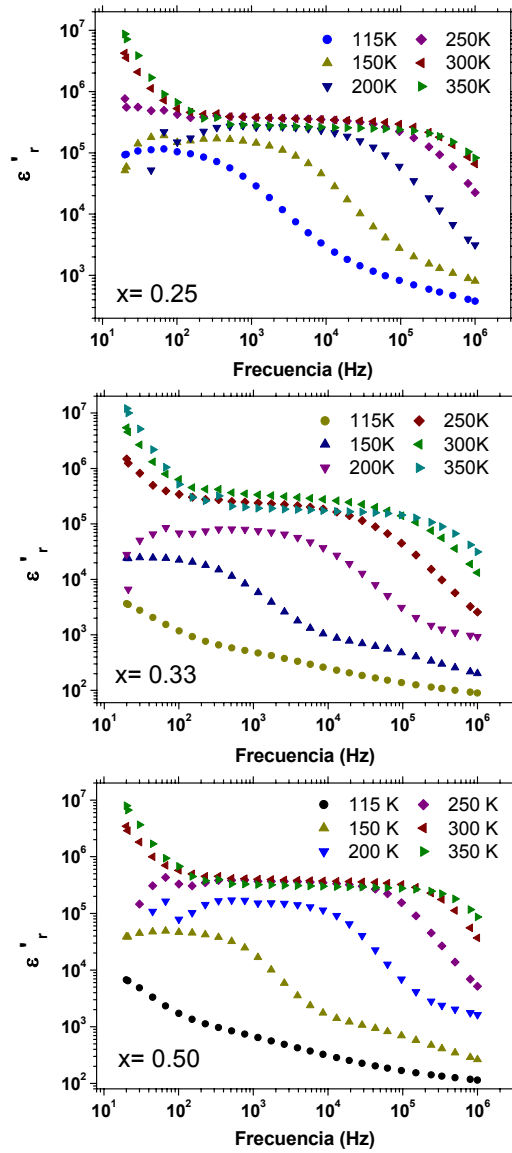 10⁷
10⁶
10⁵
10⁴
10³
ε'r
115K 250K
150K 300K
200K 350K
x= 0.25
10¹ 10² 10³ 10⁴ 10⁵ 10⁶
Frecuencia (Hz)
10⁷
10⁶
10⁵
10⁴
10³
10²
ε'r
115K 250K
150K 300K
200K 350K
x= 0.33
10¹ 10² 10³ 10⁴ 10⁵ 10⁶
Frecuencia (Hz)
10⁷
10⁶
10⁵
10⁴
10³
10²
ε'r
115 K 250 K
150 K 300 K
200 K 350 K
x= 0.50
10¹ 10² 10³ 10⁴ 10⁵ 10⁶
Frecuencia (Hz)